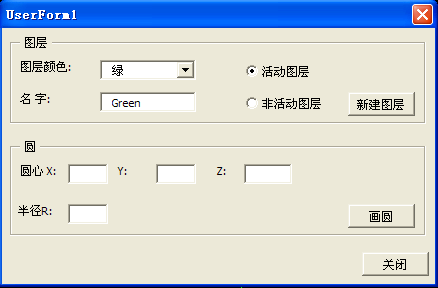 UserForm1
图层
图层颜色: 绿 活动图层
名 字: Green 非活动图层 新建图层
圆
圆心 X: Y: Z:
半径R: 画圆
关闭